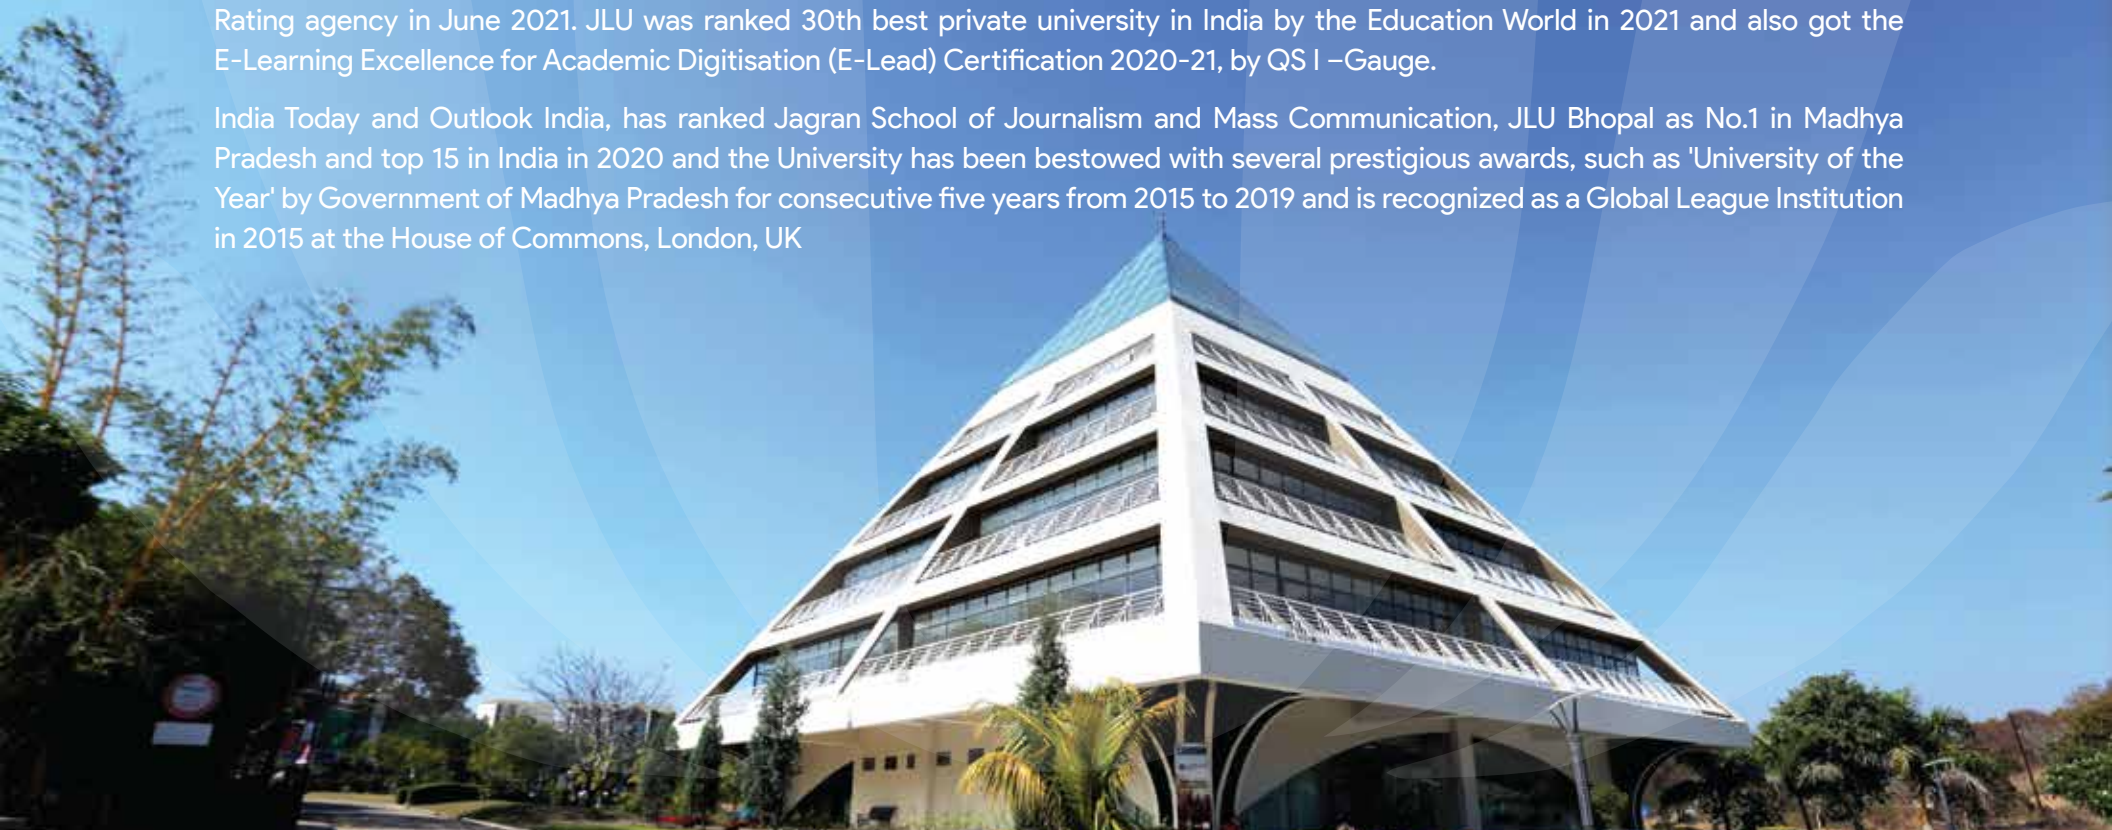 Rating agency in June 2021. JLU was ranked 30th best private university in India by the Education World in 2021 and also got the
E-Learning Excellence for Academic Digitisation (E-Lead) Certification 2020-21, by QS I –Gauge.
India Today and Outlook India, has ranked Jagran School of Journalism and Mass Communication, JLU Bhopal as No.1 in Madhya
Pradesh and top 15 in India in 2020 and the University has been bestowed with several prestigious awards, such as 'University of the
Year' by Government of Madhya Pradesh for consecutive five years from 2015 to 2019 and is recognized as a Global League Institution
in 2015 at the House of Commons, London, UK